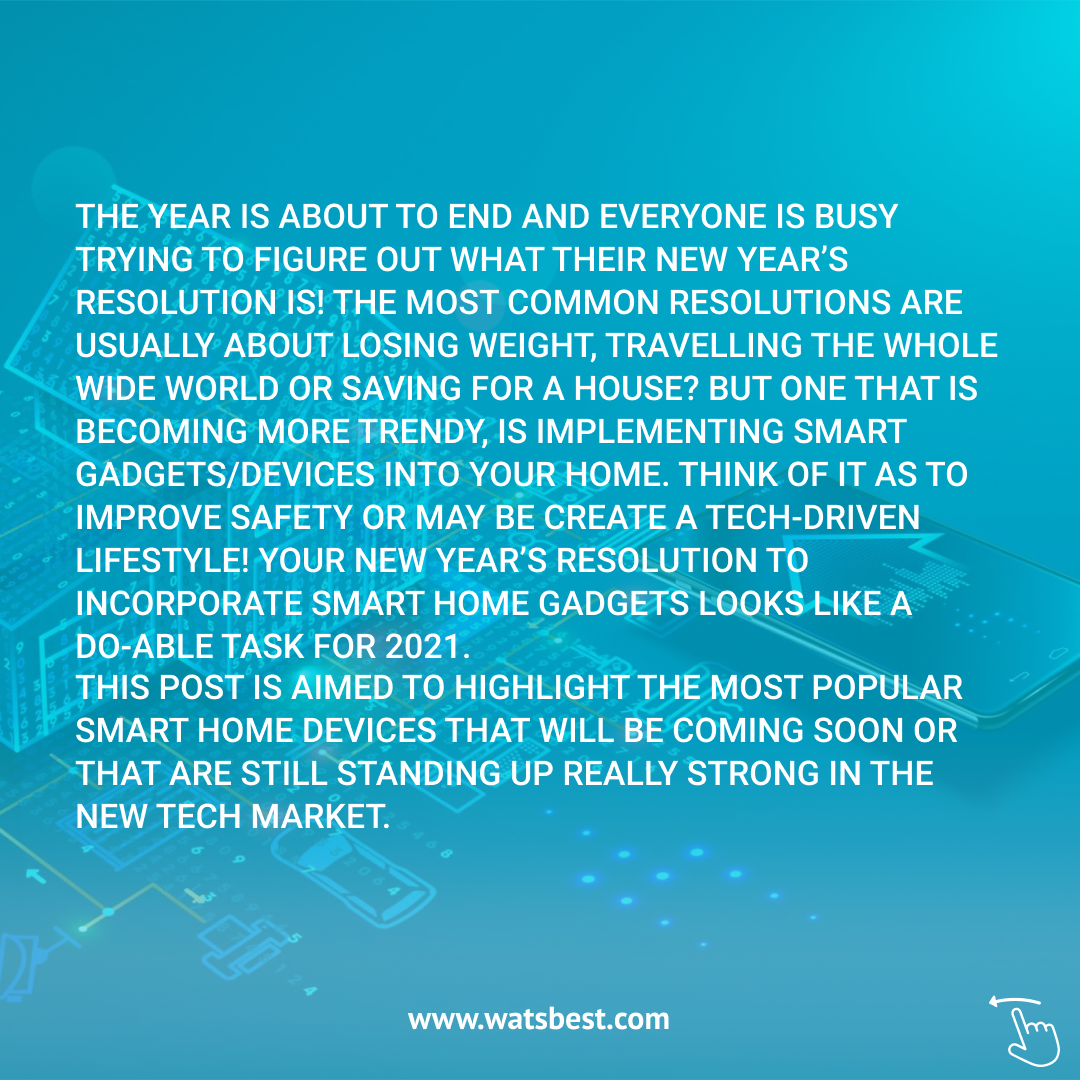 THE YEAR IS ABOUT TO END AND EVERYONE IS BUSY
TRYING TO FIGURE OUT WHAT THEIR NEW YEAR’S
RESOLUTION IS! THE MOST COMMON RESOLUTIONS ARE
USUALLY ABOUT LOSING WEIGHT, TRAVELLING THE WHOLE
WIDE WORLD OR SAVING FOR A HOUSE? BUT ONE THAT IS
BECOMING MORE TRENDY, IS IMPLEMENTING SMART
GADGETS/DEVICES INTO YOUR HOME. THINK OF IT AS TO
IMPROVE SAFETY OR MAY BE CREATE A TECH-DRIVEN
LIFESTYLE! YOUR NEW YEAR’S RESOLUTION TO
INCORPORATE SMART HOME GADGETS LOOKS LIKE A
DO-ABLE TASK FOR 2021.
THIS POST IS AIMED TO HIGHLIGHT THE MOST POPULAR
SMART HOME DEVICES THAT WILL BE COMING SOON OR
THAT ARE STILL STANDING UP REALLY STRONG IN THE
NEW TECH MARKET.
www.watsbest.com